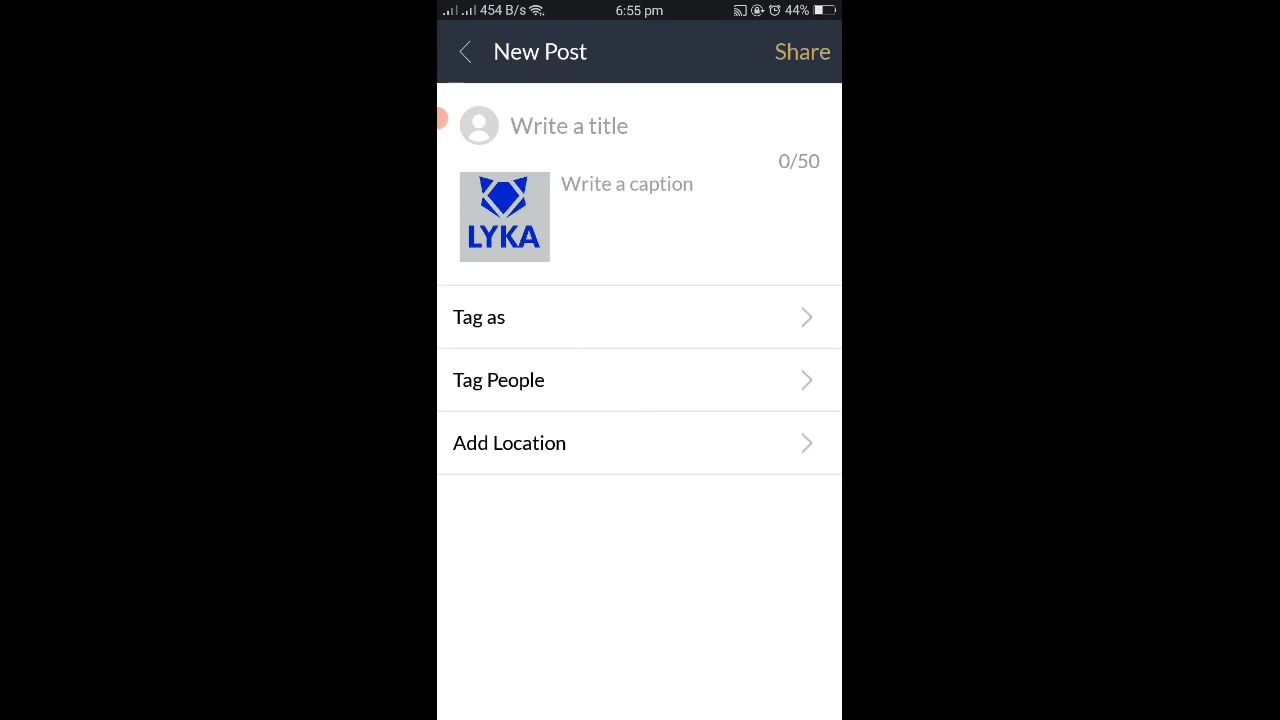 454 B/s 6:55 pm 44%
New Post Share
Write a title
0/50
Write a caption
LYKA
Tag as
Tag People
Add Location